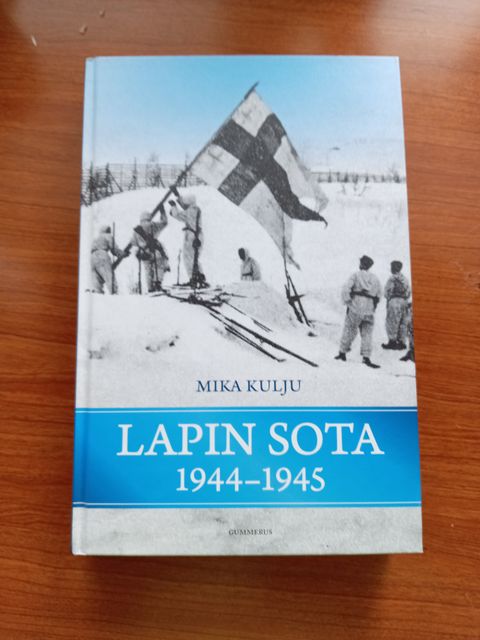 MIKA KULJU
LAPIN SOTA
1944–1945
GUMMERUS